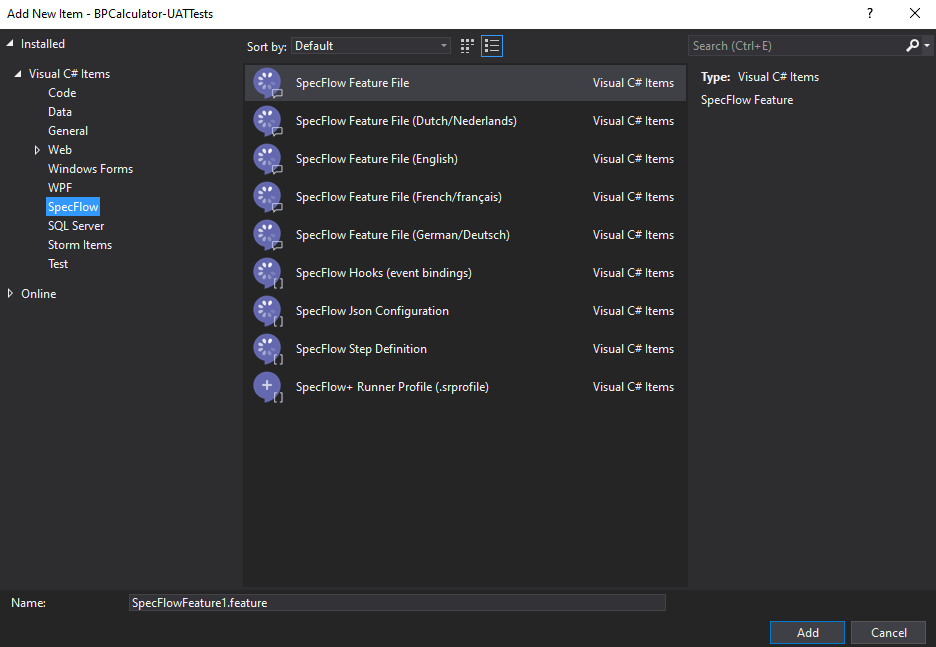 Add New Item - BPCalculator-UATTests
?
Installed
Visual C# Items
Code
Data
General
Web
Windows Forms
WPF
SpecFlow
SQL Server
Storm Items
Test
Online
Sort by: Default
SpecFlow Feature File Visual C# Items
SpecFlow Feature File (Dutch/Nederlands) Visual C# Items
SpecFlow Feature File (English) Visual C# Items
SpecFlow Feature File (French/français) Visual C# Items
SpecFlow Feature File (German/Deutsch) Visual C# Items
SpecFlow Hooks (event bindings) Visual C# Items
SpecFlow Json Configuration Visual C# Items
SpecFlow Step Definition Visual C# Items
SpecFlow+ Runner Profile (.srprofile) Visual C# Items
Search (Ctrl+E)
Type: Visual C# Items
SpecFlow Feature
Name: SpecFlowFeature1.feature
Add Cancel